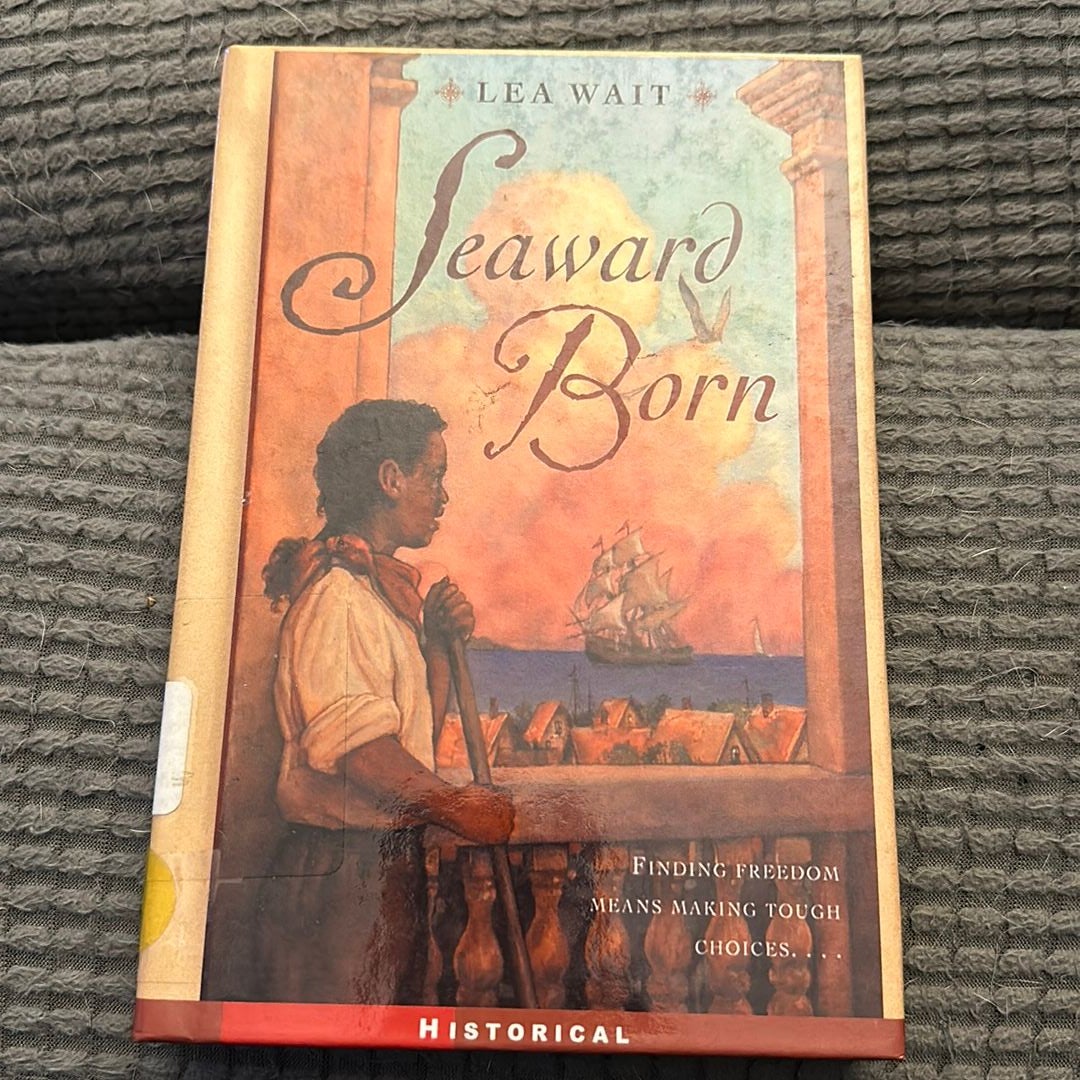 LEA WAIT
Seaward
Born
FINDING FREEDOM
MEANS MAKING TOUGH
CHOICES. . . .
HISTORICAL